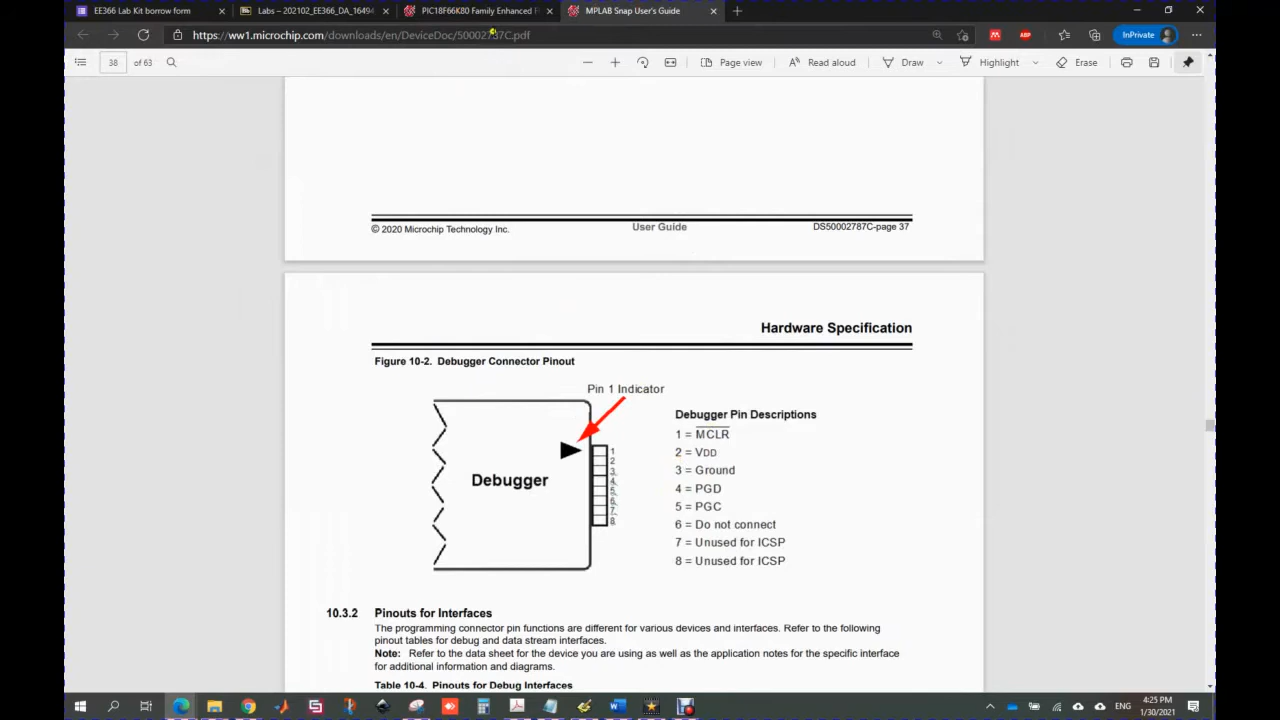 EE366 Lab Kit borrow form
Labs – 202102_EE366_DA_16494
PIC18F66K80 Family Enhanced
MPLAB Snap User's Guide
https://ww1.microchip.com/downloads/en/DeviceDoc/50002787C.pdf
InPrivate
38 of 63
Page view
Read aloud
Draw
Highlight
Erase
© 2020 Microchip Technology Inc.
User Guide
DS50002787C-page 37
Hardware Specification
Figure 10-2. Debugger Connector Pinout
Pin 1 Indicator
Debugger
1
2
3
4
5
6
7
8
Debugger Pin Descriptions
1 = MCLR
2 = VDD
3 = Ground
4 = PGD
5 = PGC
6 = Do not connect
7 = Unused for ICSP
8 = Unused for ICSP
10.3.2 Pinouts for Interfaces
The programming connector pin functions are different for various devices and interfaces. Refer to the following
pinout tables for debug and data stream interfaces.
Note: Refer to the data sheet for the device you are using as well as the application notes for the specific interface
for additional information and diagrams.
Table 10-4. Pinouts for Debug Interfaces
ENG
4:25 PM
1/30/2021